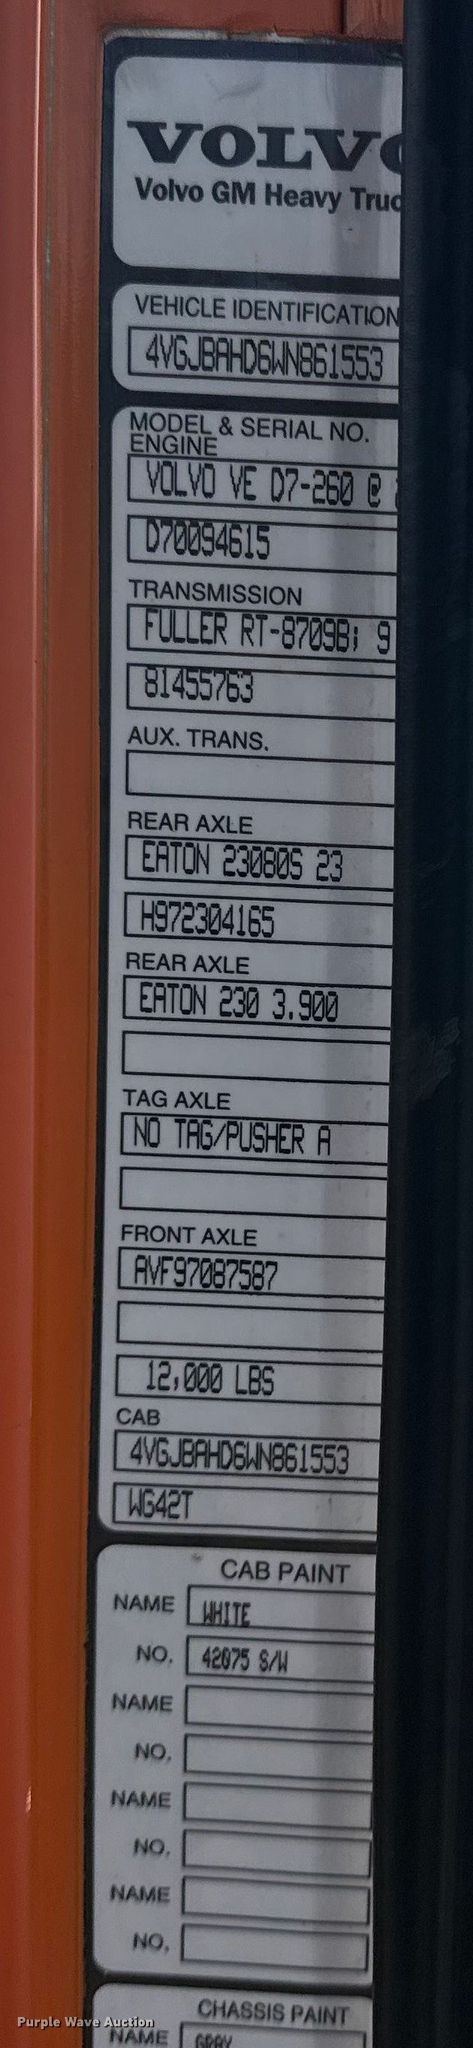 VOLVO
Volvo GM Heavy Truc
VEHICLE IDENTIFICATION
4VGJBAHD6WN861553
MODEL & SERIAL NO.
ENGINE
VOLVO VE D7-260 @
D70094615
TRANSMISSION
FULLER RT-8709B; 9
81455763
AUX. TRANS.
REAR AXLE
EATON 23080S 23
H972304165
REAR AXLE
EATON 230 3.900
TAG AXLE
NO TAG/PUSHER A
FRONT AXLE
AVF97087587
12,000 LBS
CAB
4VGJBAHD6WN861553
WG42T
CAB PAINT
NAME WHITE
NO. 42075 S/W
NAME
NO.
NAME
NO.
NAME
NO.
CHASSIS PAINT
NAME GRAY
Purple Wave Auction